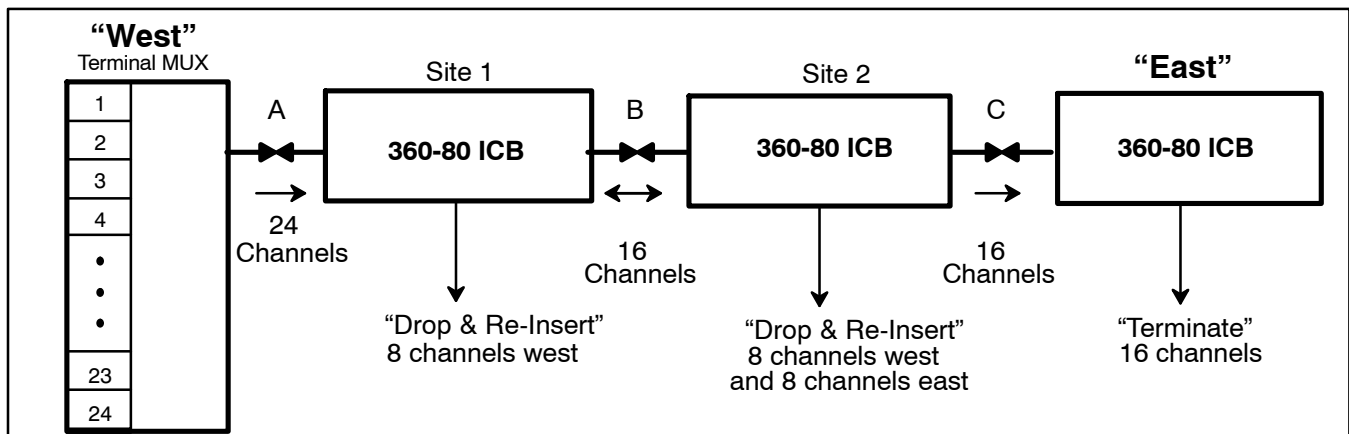 “West”
Terminal MUX
1
2
3
4
23
24
A
24
Channels
Site 1
360-80 ICB
“Drop & Re-Insert”
8 channels west
B
16
Channels
Site 2
360-80 ICB
“Drop & Re-Insert”
8 channels west
and 8 channels east
C
16
Channels
“East”
360-80 ICB
“Terminate”
16 channels